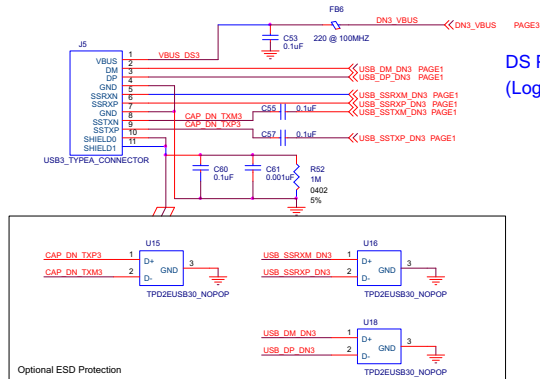 FB6
DN3_VBUS
DN3_VBUS PAGE3
220 @ 100MHZ
C53
0.1uF
J5
VBUS_DS3
VBUS 1
DM 2
DP 3
GND 4
SSRXN 5
SSRXP 6
GND 7
SSTXN 8
SSTXP 9
SHIELD0 10
SHIELD1 11
USB3_TYPEA_CONNECTOR
USB_DM_DN3 PAGE1
USB_DP_DN3 PAGE1
USB_SSRXM_DN3 PAGE1
USB_SSRXP_DN3 PAGE1
USB_SSTXM_DN3 PAGE1
USB_SSTXP_DN3 PAGE1
CAP_DN_TXM3
CAP_DN_TXP3
C55 0.1uF
C57 0.1uF
DS P
(Log
C60
0.1uF
C61
0.001uF
R52
1M
0402
5%
U15
CAP_DN_TXP3 1 D+
CAP_DN_TXM3 2 D-
GND 3
TPD2EUSB30_NOPOP
U16
USB_SSRXM_DN3 1 D+
USB_SSRXP_DN3 2 D-
GND 3
TPD2EUSB30_NOPOP
U18
USB_DM_DN3 1 D+
USB_DP_DN3 2 D-
GND 3
TPD2EUSB30_NOPOP
Optional ESD Protection